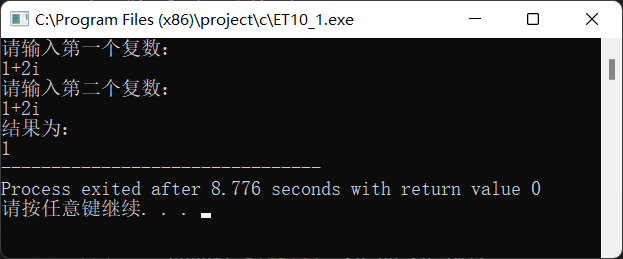 C:\Program Files (x86)\project\c\ET10_1.exe
请输入第一个复数：
1+2i
请输入第二个复数：
1+2i
结果为：
1
--------------------------------
Process exited after 8.776 seconds with return value 0
请按任意键继续. . .